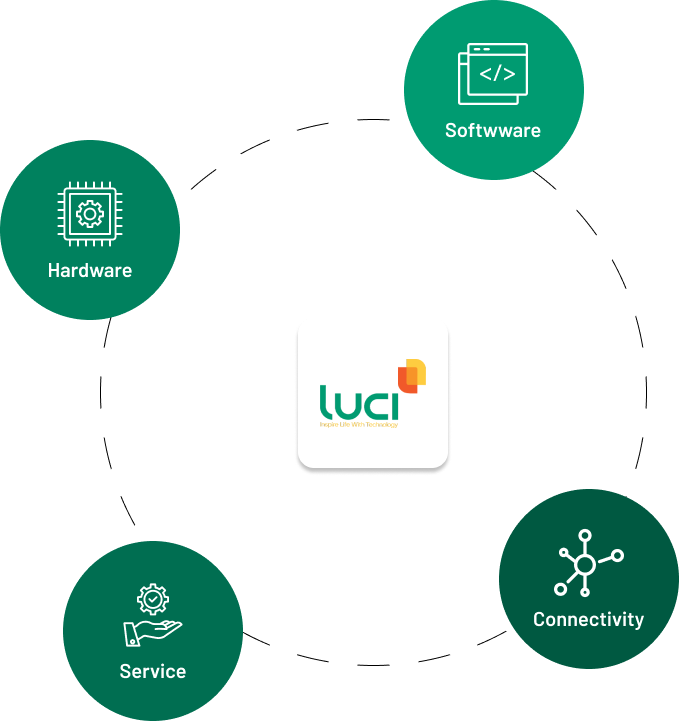 Softwware
Hardware
luci
Inspire Life With Technology
Connectivity
Service